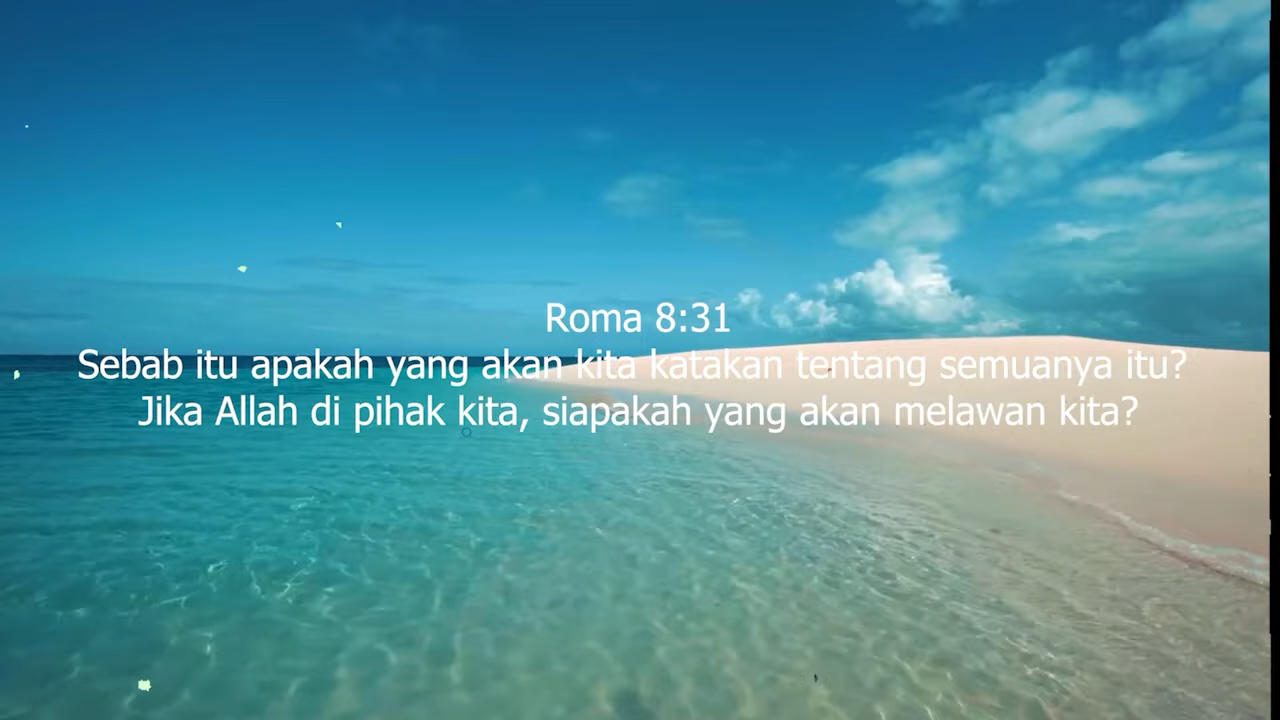 Roma 8:31
Sebab itu apakah yang akan kita katakan tentang semuanya itu?
Jika Allah di pihak kita, siapakah yang akan melawan kita?